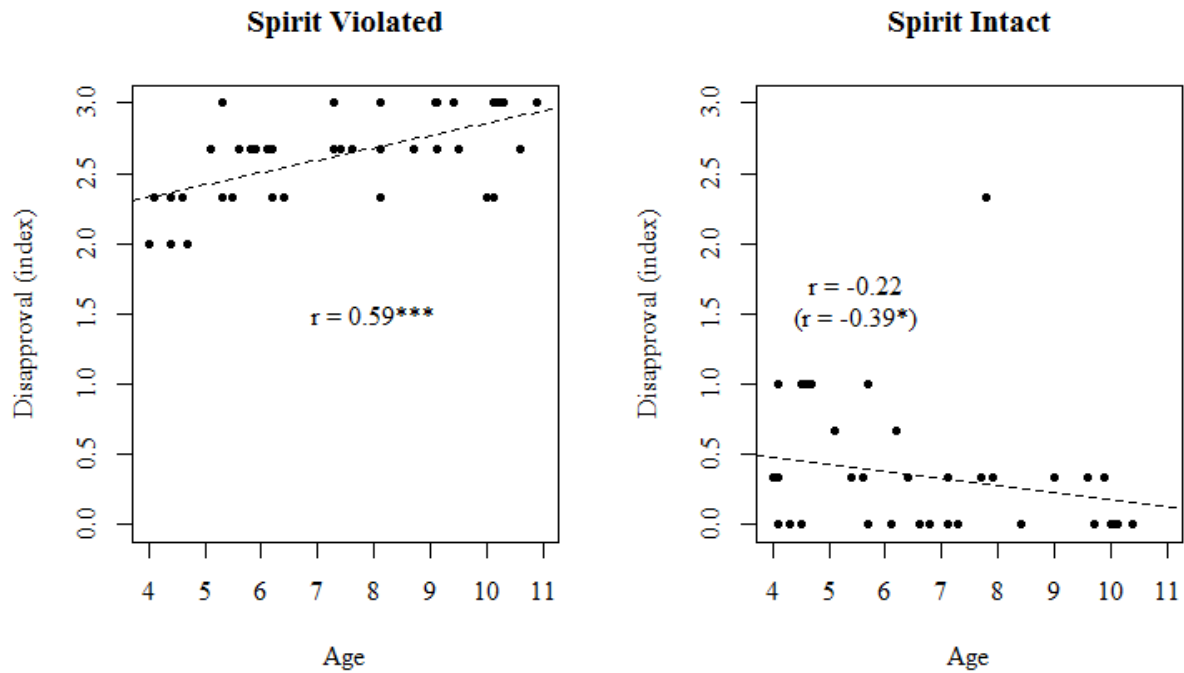 Spirit Violated
Disapproval (index)
3.0
2.5
2.0
1.5
1.0
0.5
0.0
r = 0.59***
4 5 6 7 8 9 10 11
Age
Spirit Intact
Disapproval (index)
3.0
2.5
2.0
1.5
1.0
0.5
0.0
r = -0.22
(r = -0.39*)
4 5 6 7 8 9 10 11
Age